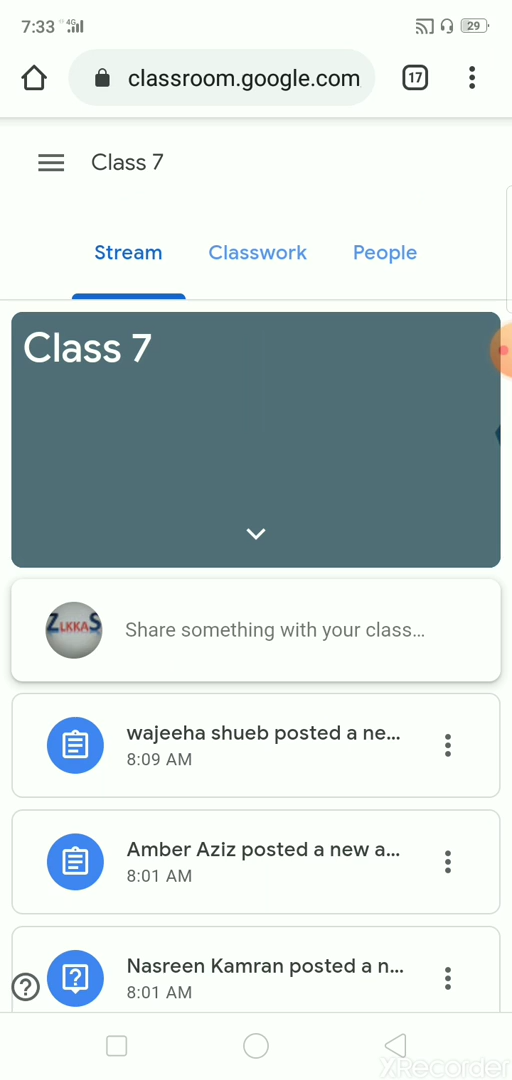 7:33 4G 29
classroom.google.com 17
Class 7
Stream Classwork People
Class 7
ZLKKAS Share something with your class...
wajeeha shueb posted a ne...
8:09 AM
Amber Aziz posted a new a...
8:01 AM
Nasreen Kamran posted a n...
8:01 AM
XRecorder